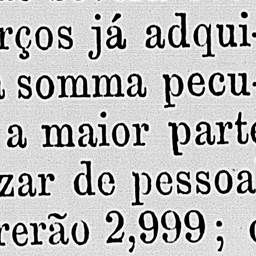 rços já adqui-
somma pecu-
a maior parte
zar de pessoa
rerão 2,999;